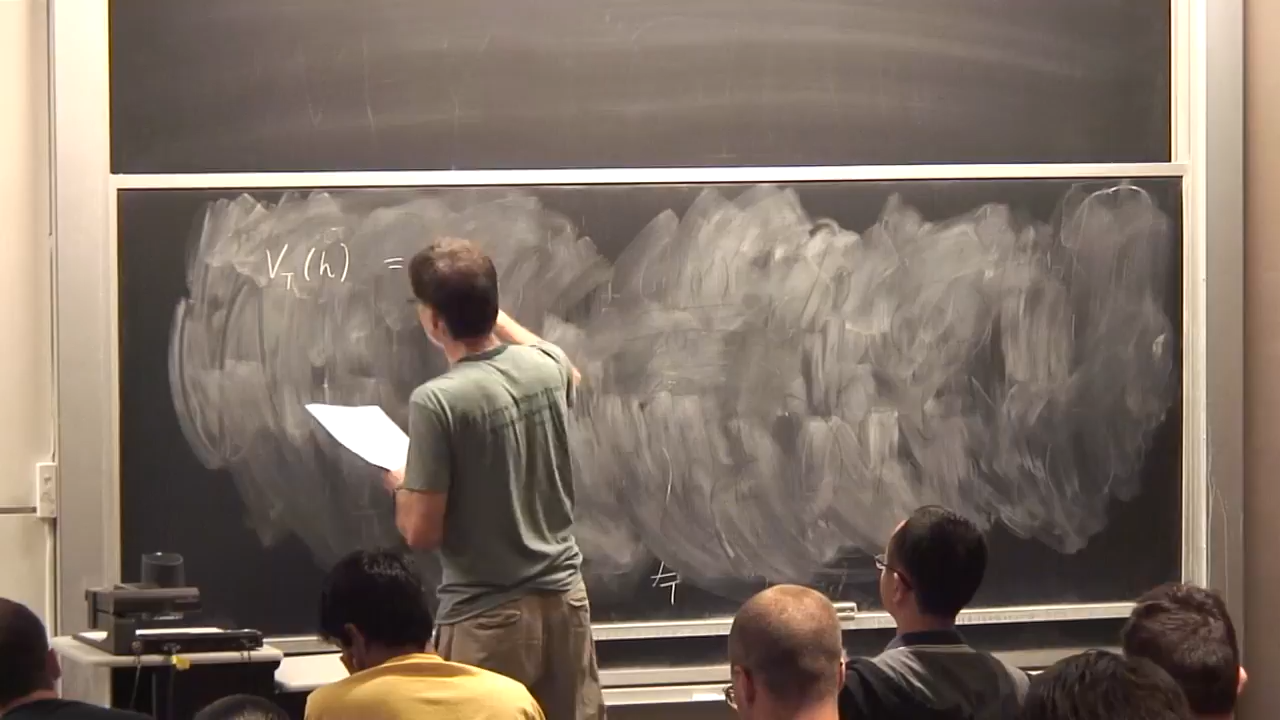 V_T(h) =